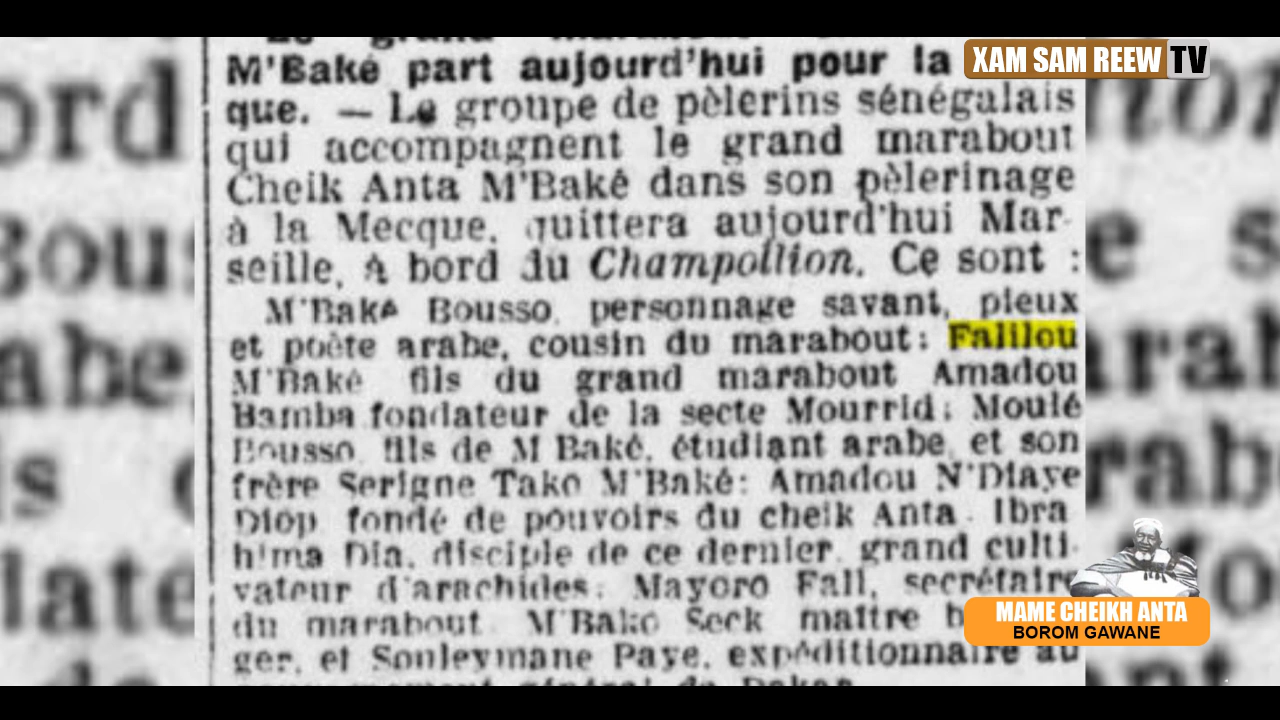 M'Baké part aujourd'hui pour la
que. — Le groupe de pèlerins sénégalais
qui accompagnent le grand marabout
Cheik Anta M'Baké dans son pèlerinage
à la Mecque, quittera aujourd'hui Mar-
seille, à bord du Champollion. Ce sont :
M'Baké Bousso, personnage savant, pieux
et poète arabe, cousin du marabout; Falilou
M'Baké fils du grand marabout Amadou
Bamba fondateur de la secte Mourrid; Moulé
Bousso, fils de M'Baké, étudiant arabe, et son
frère Serigne Tako M'Baké; Amadou N'Diaye
Diop fondé de pouvoirs du cheik Anta. Ibra
hima Dia, disciple de ce dernier, grand culti-
vateur d'arachides; Mayoro Fall, secrétaire
du marabout M'Bake Seck maître
ger, et Souleymane Paye, expéditionnaire au
XAM SAM REEW TV
MAME CHEIKH ANTA
BOROM GAWANE